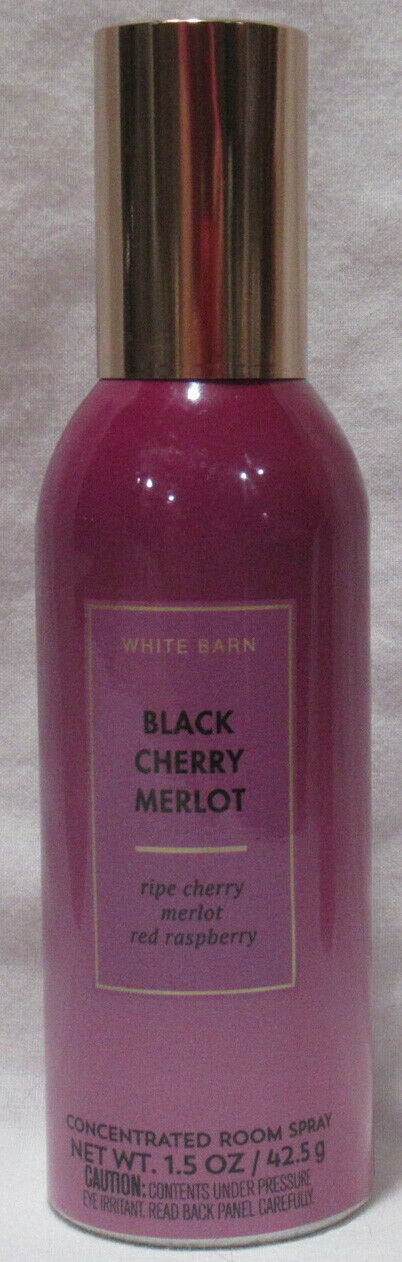 WHITE BARN
BLACK
CHERRY
MERLOT
ripe cherry
merlot
red raspberry
CONCENTRATED ROOM SPRAY
NET WT. 1.5 OZ / 42.5 g
CAUTION: CONTENTS UNDER PRESSURE
EYE IRRITANT. READ BACK PANEL CAREFULLY.